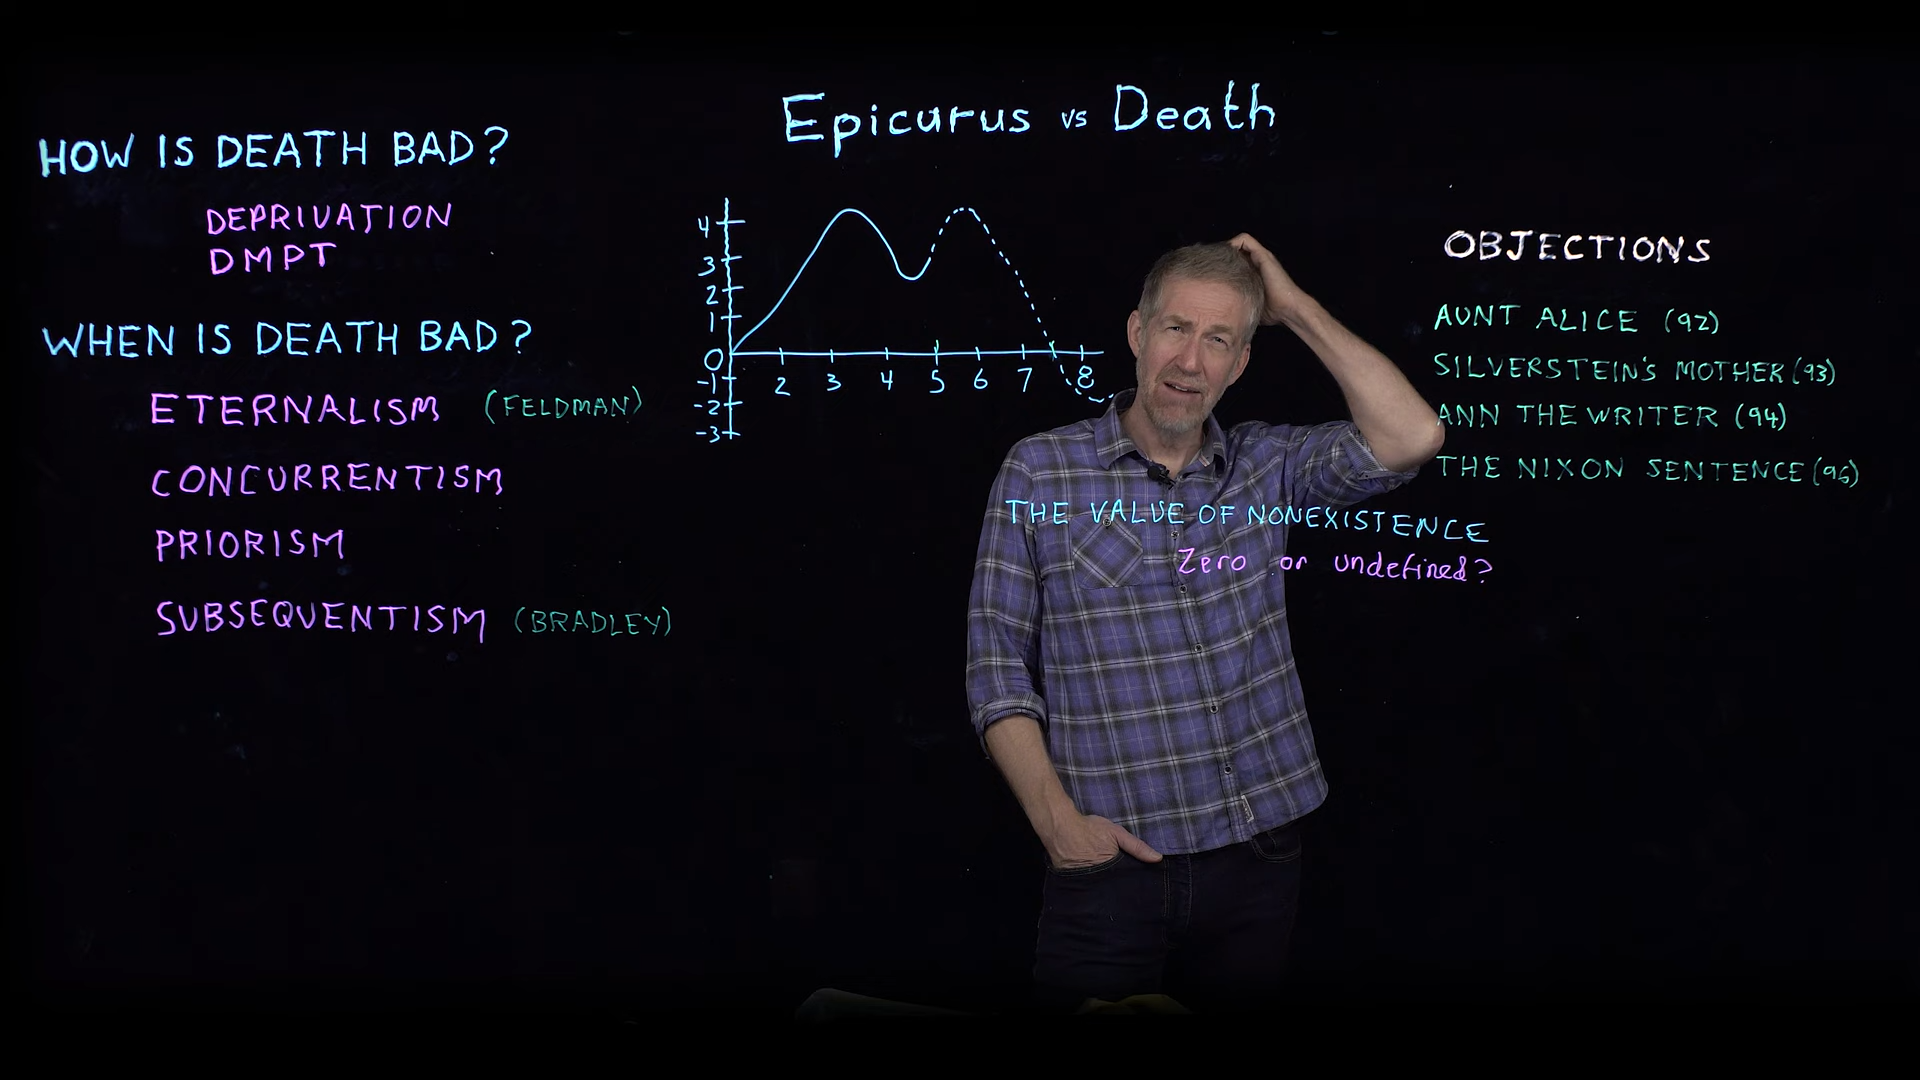 Epicurus vs Death
HOW IS DEATH BAD?
DEPRIVATION
DMPT
WHEN IS DEATH BAD?
ETERNALISM (FELDMAN)
CONCURRENTISM
PRIORISM
SUBSEQUENTISM (BRADLEY)
4
3
2
1
0
-1
-2
-3
2 3 4 5 6 7 8
OBJECTIONS
AUNT ALICE (92)
SILVERSTEIN'S MOTHER (93)
ANN THE WRITER (94)
THE NIXON SENTENCE (95)
THE VALUE OF NONEXISTENCE
Zero or undefined?